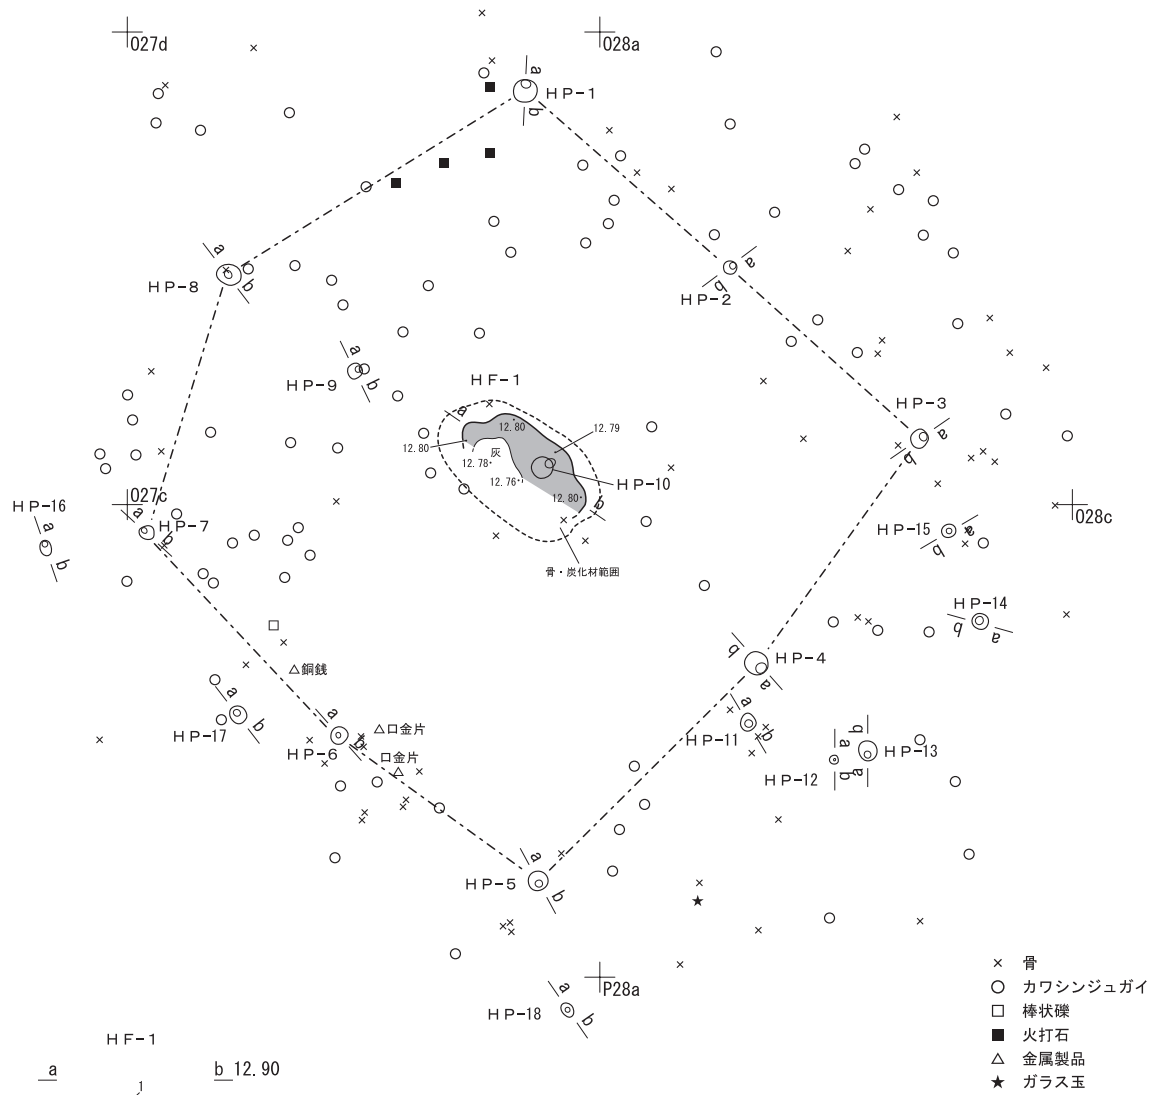 027d
028a
a
HP-1
b
a
HP-8
b
a
HP-2
b
a
HP-9
b
HF-1
a
12.80
12.79
12.80
灰
12.78
12.76
12.80
HP-10
b
骨・炭化材範囲
HP-3
a
b
HP-16
a
b
027c
a
HP-7
b
028c
HP-15
a
b
HP-14
b
a
b
HP-4
a
△銅銭
a
HP-17
b
a
HP-6
b
△口金片
口金片
a
HP-11
b
a
HP-12
b
b
HP-13
a
a
HP-5
b
P28a
a
HP-18
b
× 骨
○ カワシンジュガイ
□ 棒状礫
■ 火打石
△ 金属製品
★ ガラス玉
HF-1
a
b 12.90
1